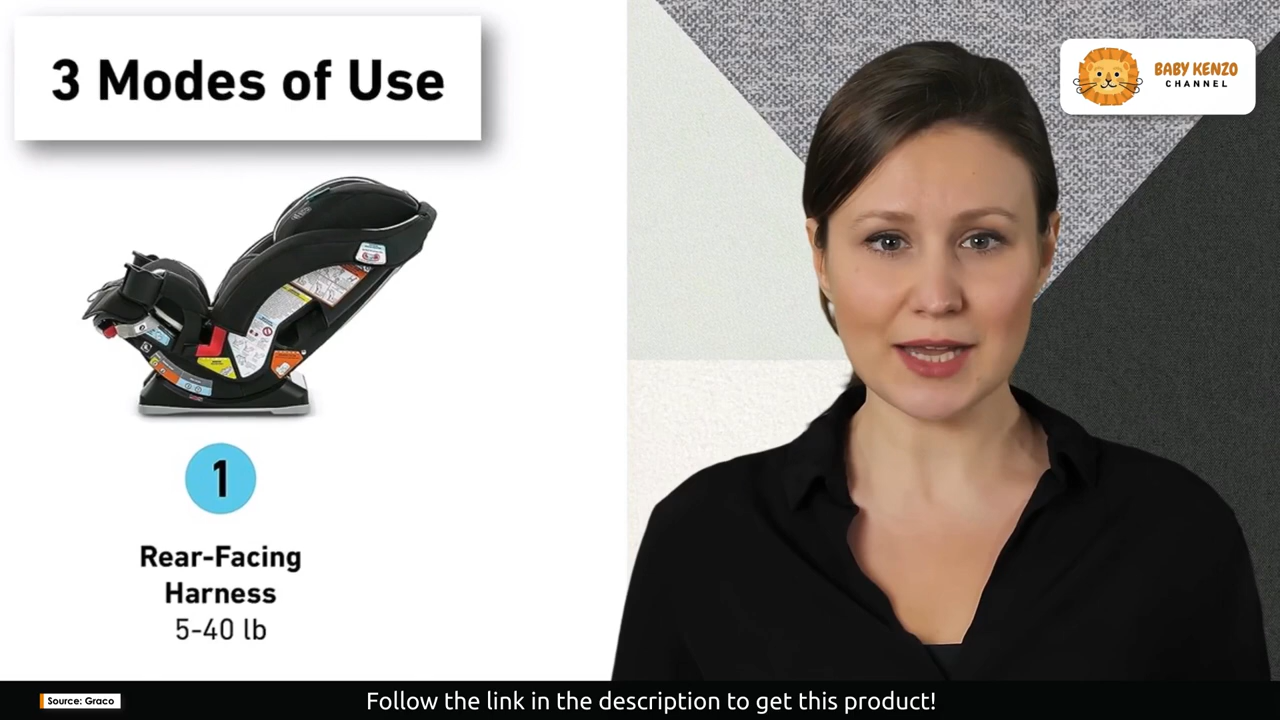 3 Modes of Use
BABY KENZO
CHANNEL
1
Rear-Facing
Harness
5-40 lb
Source: Graco
Follow the link in the description to get this product!